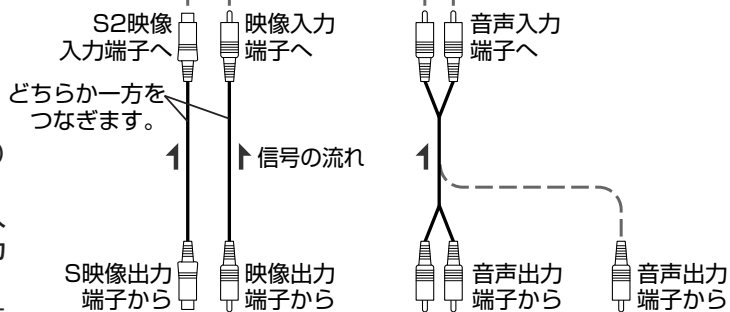 S2映像
入力端子へ
映像入力
端子へ
音声入力
端子へ
どちらか一方を
つなぎます。
信号の流れ
S映像出力
端子から
映像出力
端子から
音声出力
端子から
音声出力
端子から